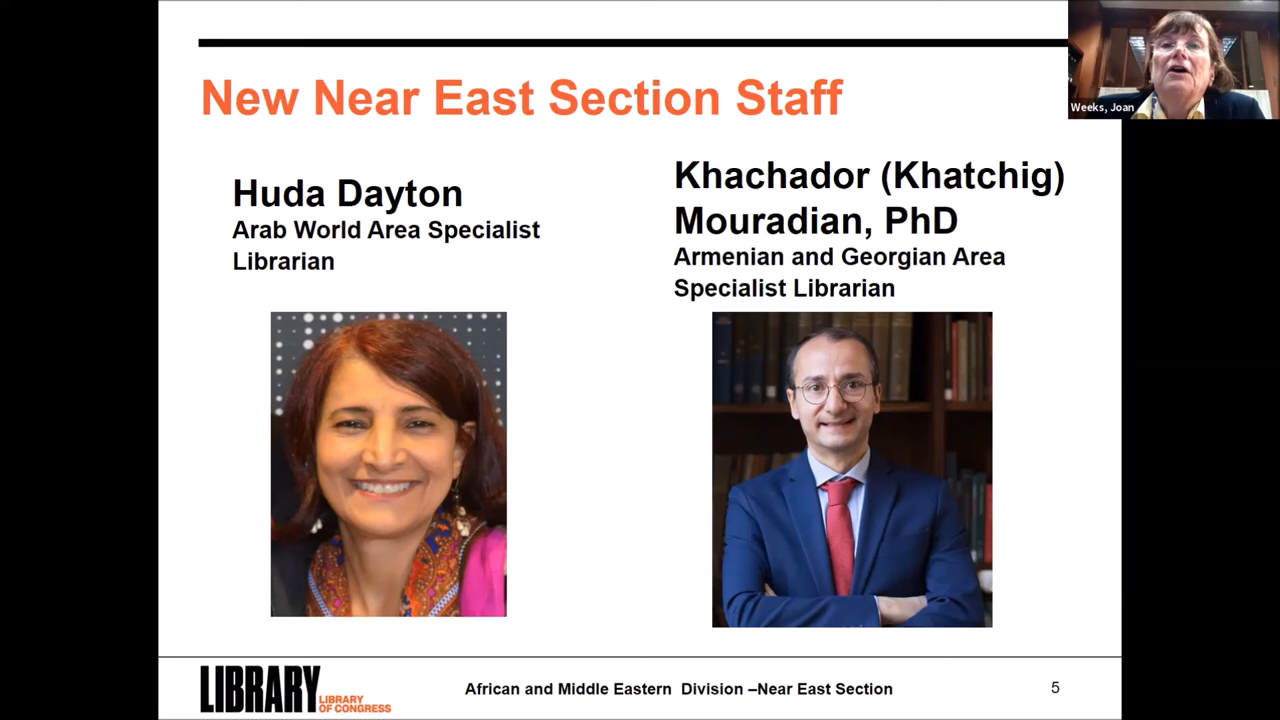 New Near East Section Staff
Weeks, Joan
Huda Dayton
Arab World Area Specialist
Librarian
Khachador (Khatchig)
Mouradian, PhD
Armenian and Georgian Area
Specialist Librarian
LIBRARY
LIBRARY
OF CONGRESS
African and Middle Eastern Division –Near East Section
5